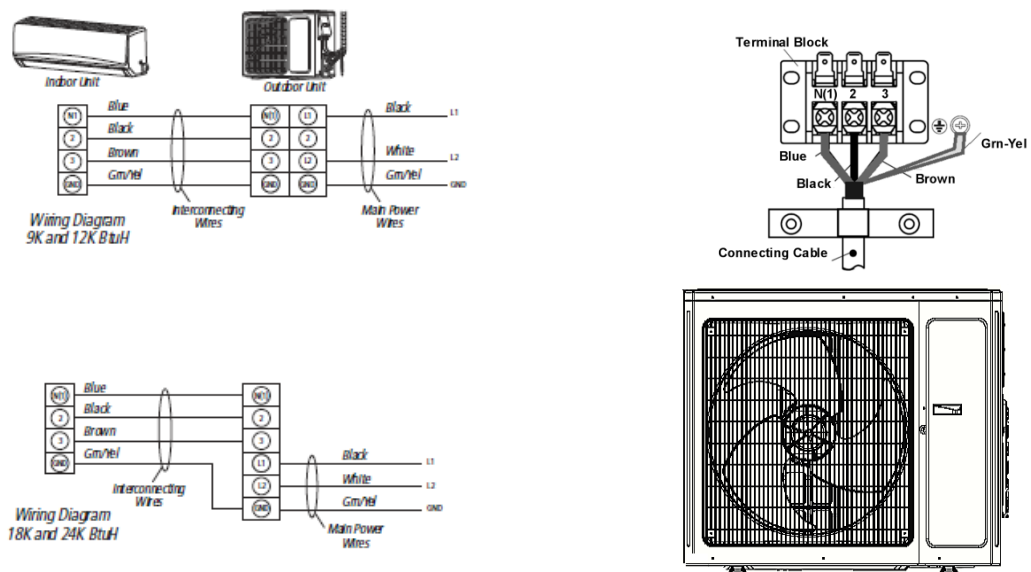 Indoor Unit
Outdoor Unit
N1 Blue N(1) L1 Black L1
2 Black 2 2
3 Brown 3 L2 White L2
GND Grn/Yel GND GND Grn/Yel GND
Interconnecting
Wires
Main Power
Wires
Wiring Diagram
9K and 12K BtuH
N(1) Blue N(1)
2 Black 2
3 Brown 3
GND Grn/Yel L1 Black L1
L2 White L2
GND Grn/Yel GND
Interconnecting
Wires
Main Power
Wires
Wiring Diagram
18K and 24K BtuH
Terminal Block
N(1) 2 3
Grn-Yel
Blue
Black
Brown
Connecting Cable